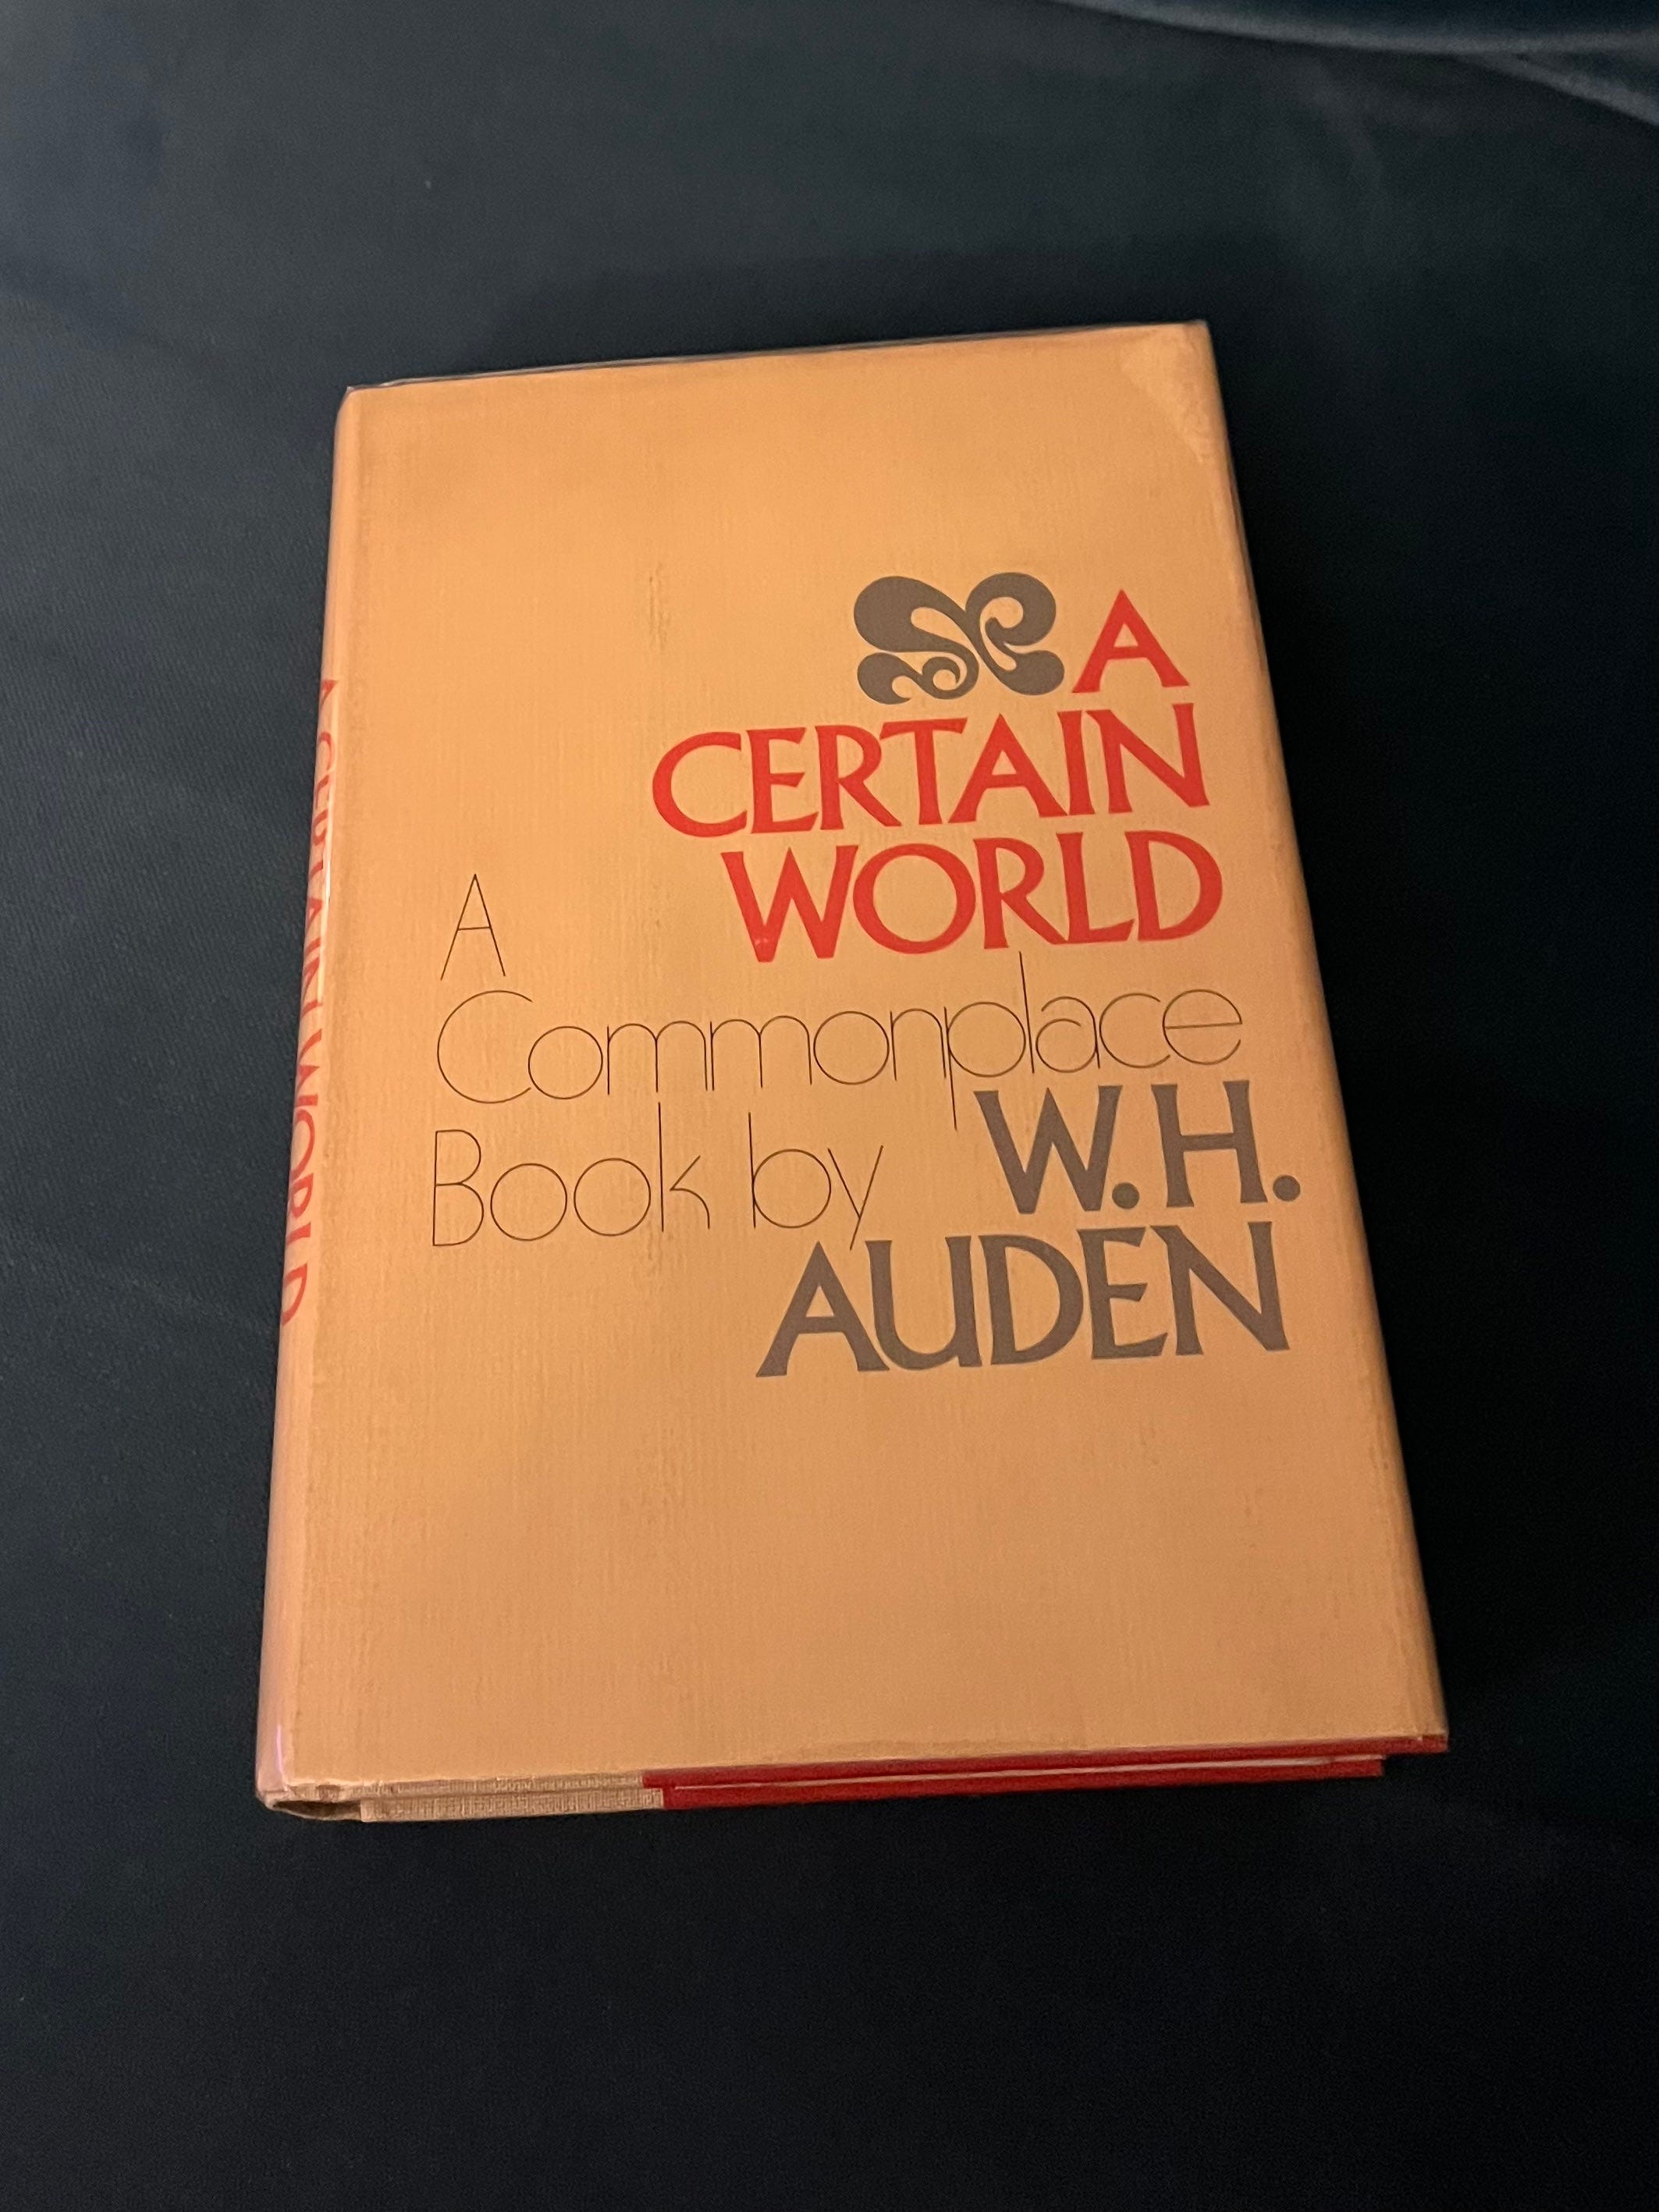 A
CERTAIN
WORLD
A
Commonplace
Book by W.H.
AUDEN
A CERTAIN WORLD